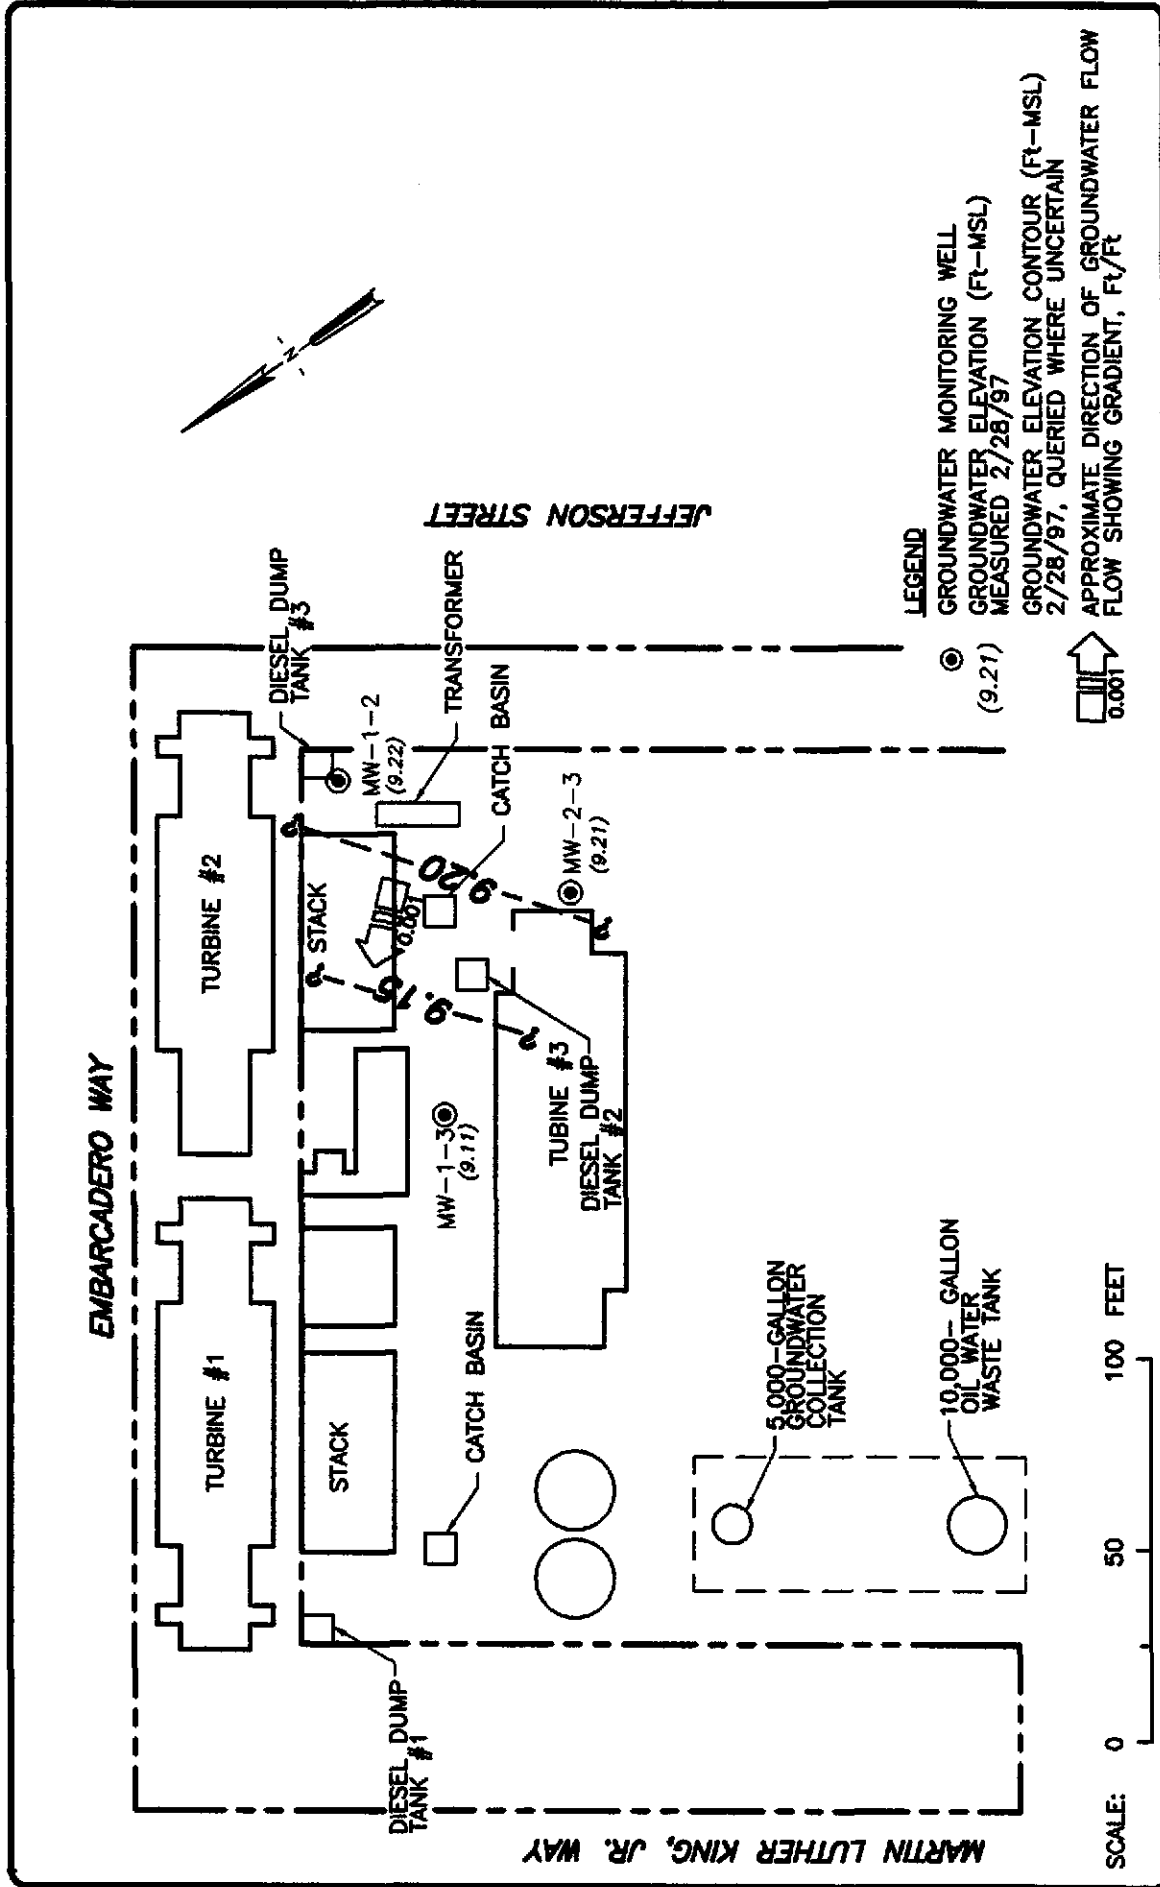 EMBARCADERO WAY
TURBINE #1
TURBINE #2
DIESEL DUMP
TANK #3
STACK
STACK
MW-1-2
(9.22)
TRANSFORMER
CATCH BASIN
JEFFERSON STREET
N
?
?
0.001
9.20
9.15
MW-1-3
(9.11)
CATCH BASIN
MW-2-3
(9.21)
?
?
TUBINE #3
DIESEL DUMP
TANK #2
DIESEL DUMP
TANK #1
MARTIN LUTHER KING, JR. WAY
5,000-GALLON
GROUNDWATER
COLLECTION
TANK
10,000- GALLON
OIL WATER
WASTE TANK
LEGEND
GROUNDWATER MONITORING WELL
(9.21)
GROUNDWATER ELEVATION (Ft-MSL)
MEASURED 2/28/97
GROUNDWATER ELEVATION CONTOUR (Ft-MSL)
2/28/97, QUERIED WHERE UNCERTAIN
0.001
APPROXIMATE DIRECTION OF GROUNDWATER FLOW
FLOW SHOWING GRADIENT, Ft/Ft
SCALE: 0 50 100 FEET